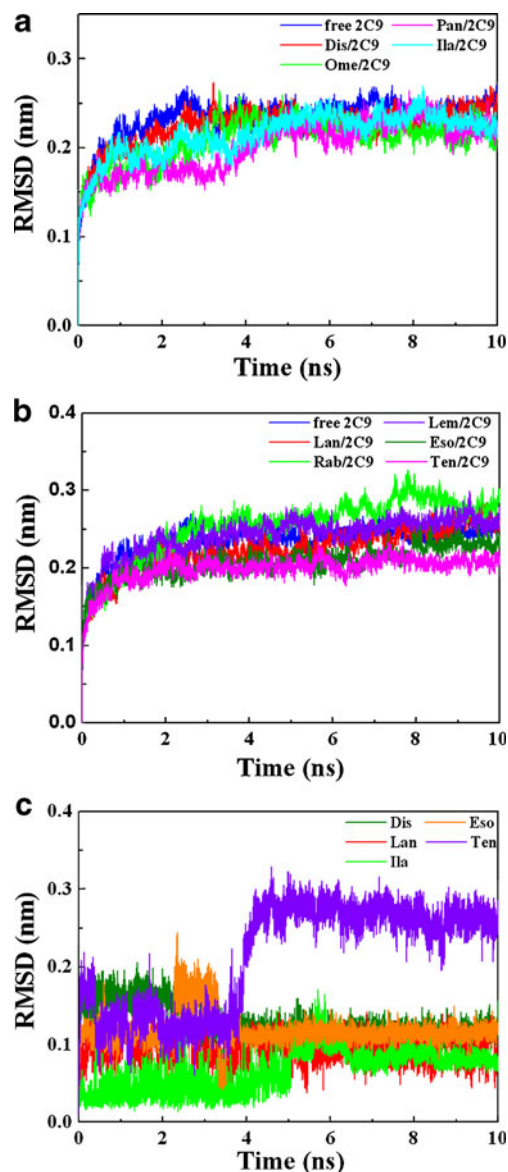 a
free 2C9 Pan/2C9
Dis/2C9 Ila/2C9
Ome/2C9
RMSD (nm)
0.3
0.2
0.1
0.0
0 2 4 6 8 10
Time (ns)
b
0.4
free 2C9 Lem/2C9
Lan/2C9 Eso/2C9
Rab/2C9 Ten/2C9
RMSD (nm)
0.3
0.2
0.1
0.0
0 2 4 6 8 10
Time (ns)
c
0.4
Dis Eso
Lan Ten
Ila
RMSD (nm)
0.3
0.2
0.1
0.0
0 2 4 6 8 10
Time (ns)